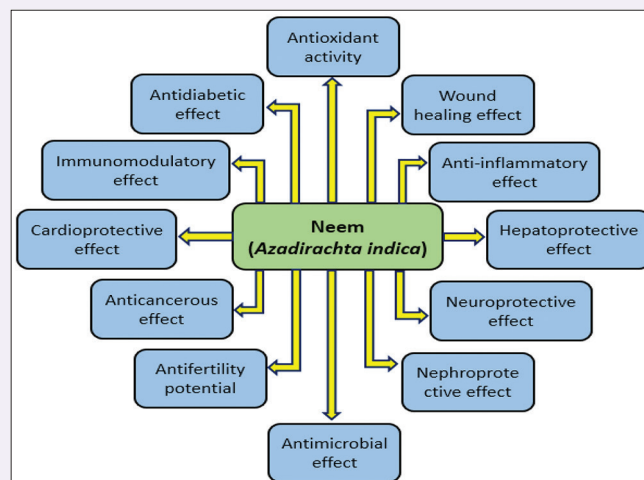 Antioxidant
activity
Antidiabetic
effect
Wound
healing effect
Immunomodulatory
effect
Anti-inflammatory
effect
Cardioprotective
effect
Neem
(Azadirachta indica)
Hepatoprotective
effect
Anticancerous
effect
Neuroprotective
effect
Antifertility
potential
Nephroprote
ctive effect
Antimicrobial
effect